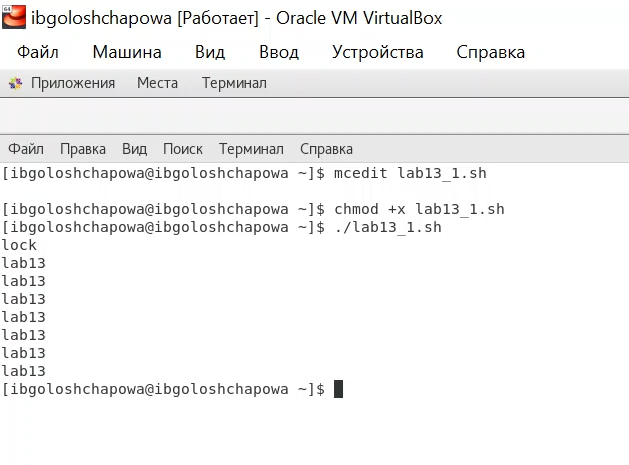 64
ibgoloshchapowa [Работает] - Oracle VM VirtualBox
Файл Машина Вид Ввод Устройства Справка
Приложения Места Терминал
Файл Правка Вид Поиск Терминал Справка
[ibgoloshchapowa@ibgoloshchapowa ~]$ mcedit lab13_1.sh
[ibgoloshchapowa@ibgoloshchapowa ~]$ chmod +x lab13_1.sh
[ibgoloshchapowa@ibgoloshchapowa ~]$ ./lab13_1.sh
lock
lab13
lab13
lab13
lab13
lab13
lab13
lab13
[ibgoloshchapowa@ibgoloshchapowa ~]$